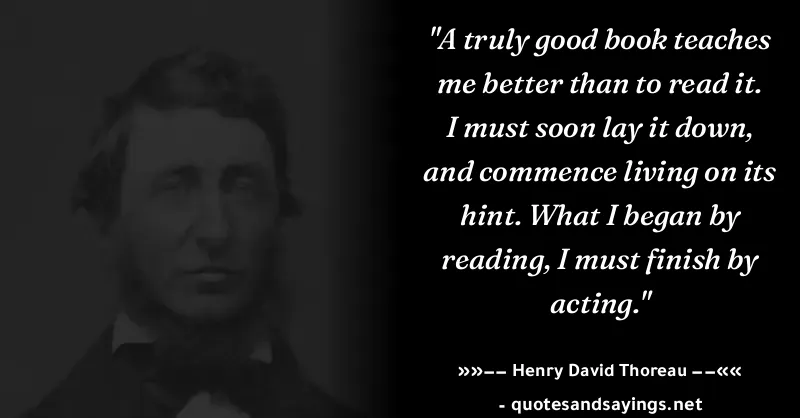 "A truly good book teaches
me better than to read it.
I must soon lay it down,
and commence living on its
hint. What I began by
reading, I must finish by
acting."
»»–– Henry David Thoreau ––««
- quotesandsayings.net